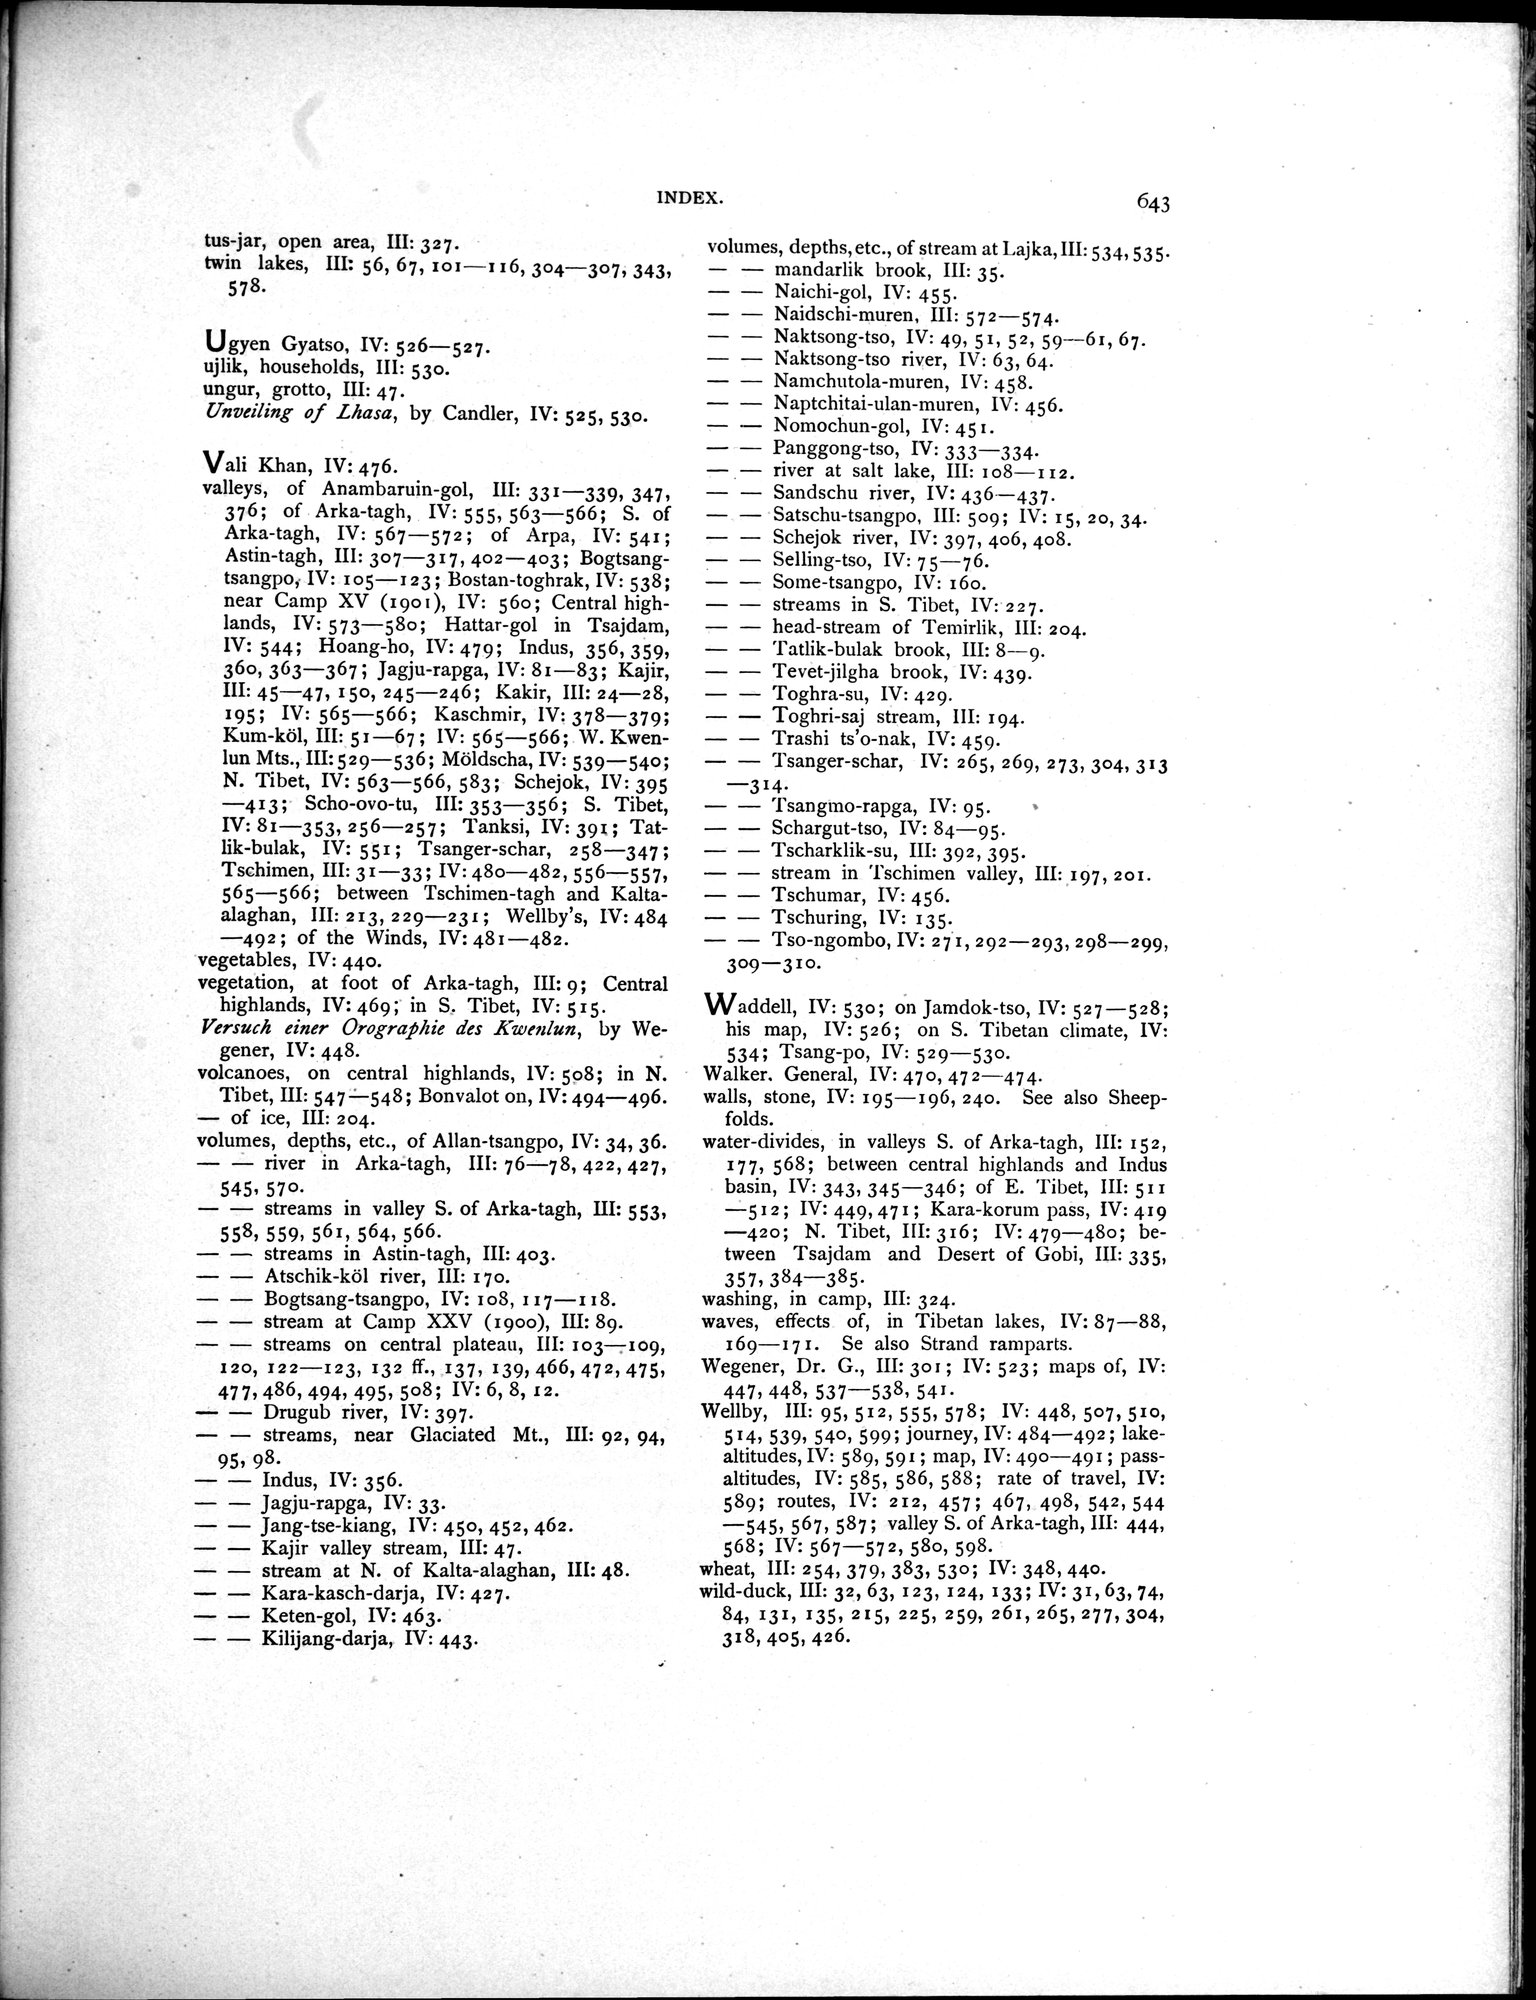 INDEX.
643
tus-jar, open area, III: 327.
twin lakes, III: 56, 67, 101—116, 304—307, 343,
578.
Ugyen Gyatso, IV: 526—527.
ujlik, households, III: 530.
ungur, grotto, III: 47.
Unveiling of Lhasa, by Candler, IV: 525, 530.
Vali Khan, IV: 476.
valleys, of Anambaruin-gol, III: 331—339, 347,
376; of Arka-tagh, IV: 555, 563—566; S. of
Arka-tagh, IV: 567—572; of Arpa, IV: 541;
Astin-tagh, III: 307—317, 402—403; Bogtsang-
tsangpo, IV: 105—123; Bostan-toghrak, IV: 538;
near Camp XV (1901), IV: 560; Central high-
lands, IV: 573—580; Hattar-gol in Tsajdam,
IV: 544; Hoang-ho, IV: 479; Indus, 356, 359,
360, 363—367; Jagju-rapga, IV: 81—83; Kajir,
III: 45—47, 150, 245—246; Kakir, III: 24—28,
195; IV: 565—566; Kaschmir, IV: 378—379;
Kum-köl, III: 51—67; IV: 565—566; W. Kwen-
lun Mts., III: 529—536; Möldscha, IV: 539—540;
N. Tibet, IV: 563—566, 583; Schejok, IV: 395
—413; Scho-ovo-tu, III: 353—356; S. Tibet,
IV: 81—353, 256—257; Tanksi, IV: 391; Tat-
lik-bulak, IV: 551; Tsanger-schar, 258—347;
Tschimen, III: 31—33; IV: 480—482, 556—557,
565—566; between Tschimen-tagh and Kalta-
alaghan, III: 213, 229—231; Wellby's, IV: 484
—492; of the Winds, IV: 481—482.
vegetables, IV: 440.
vegetation, at foot of Arka-tagh, III: 9; Central
highlands, IV: 469; in S. Tibet, IV: 515.
Versuch einer Orographie des Kwenlun, by We-
gener, IV: 448.
volcanoes, on central highlands, IV: 508; in N.
Tibet, III: 547—548; Bonvalot on, IV: 494—496.
— of ice, III: 204.
volumes, depths, etc., of Allan-tsangpo, IV: 34, 36.
— — river in Arka-tagh, III: 76—78, 422, 427,
545, 570.
— — streams in valley S. of Arka-tagh, III: 553,
558, 559, 561, 564, 566.
— — streams in Astin-tagh, III: 403.
— — Atschik-köl river, III: 170.
— — Bogtsang-tsangpo, IV: 108, 117—118.
— — stream at Camp XXV (1900), III: 89.
— — streams on central plateau, III: 103—109,
120, 122—123, 132 ff., 137, 139, 466, 472, 475,
477, 486, 494, 495, 508; IV: 6, 8, 12.
— — Drugub river, IV: 397.
— — streams, near Glaciated Mt., III: 92, 94,
95, 98.
— — Indus, IV: 356.
— — Jagju-rapga, IV: 33.
— — Jang-tse-kiang, IV: 450, 452, 462.
— — Kajir valley stream, III: 47.
— — stream at N. of Kalta-alaghan, III: 48.
— — Kara-kasch-darja, IV: 427.
— — Keten-gol, IV: 463.
— — Kilijang-darja, IV: 443.
volumes, depths, etc., of stream at Lajka, III: 534, 535.
— — mandarlik brook, III: 35.
— — Naichi-gol, IV: 455.
— — Naidschi-muren, III: 572—574.
— — Naktsong-tso, IV: 49, 51, 52, 59—61, 67.
— — Naktsong-tso river, IV: 63, 64.
— — Namchutola-muren, IV: 458.
— — Naptchitai-ulan-muren, IV: 456.
— — Nomochun-gol, IV: 451.
— — Panggong-tso, IV: 333—334.
— — river at salt lake, III: 108—112.
— — Sandschu river, IV: 436—437.
— — Satschu-tsangpo, III: 509; IV: 15, 20, 34.
— — Schejok river, IV: 397, 406, 408.
— — Selling-tso, IV: 75—76.
— — Some-tsangpo, IV: 160.
— — streams in S. Tibet, IV: 227.
— — head-stream of Temirlik, III: 204.
— — Tatlik-bulak brook, III: 8—9.
— — Tevet-jilgha brook, IV: 439.
— — Toghra-su, IV: 429.
— — Toghri-saj stream, III: 194.
— — Trashi ts'o-nak, IV: 459.
— — Tsanger-schar, IV: 265, 269, 273, 304, 313
—314.
— — Tsangmo-rapga, IV: 95.
— — Schargut-tso, IV: 84—95.
— — Tscharklik-su, III: 392, 395.
— — stream in Tschimen valley, III: 197, 201.
— — Tschumar, IV: 456.
— — Tschuring, IV: 135.
— — Tso-ngombo, IV: 271, 292—293, 298—299,
309—310.
Waddell, IV: 530; on Jamdok-tso, IV: 527—528;
his map, IV: 526; on S. Tibetan climate, IV:
534; Tsang-po, IV: 529—530.
Walker. General, IV: 470, 472—474.
walls, stone, IV: 195—196, 240. See also Sheep-
folds.
water-divides, in valleys S. of Arka-tagh, III: 152,
177, 568; between central highlands and Indus
basin, IV: 343, 345—346; of E. Tibet, III: 511
—512; IV: 449, 471; Kara-korum pass, IV: 419
—420; N. Tibet, III: 316; IV: 479—480; be-
tween Tsajdam and Desert of Gobi, III: 335,
357, 384—385.
washing, in camp, III: 324.
waves, effects of, in Tibetan lakes, IV: 87—88,
169—171. Se also Strand ramparts.
Wegener, Dr. G., III: 301; IV: 523; maps of, IV:
447, 448, 537—538, 541.
Wellby, III: 95, 512, 555, 578; IV: 448, 507, 510,
514, 539, 540, 599; journey, IV: 484—492; lake-
altitudes, IV: 589, 591; map, IV: 490—491; pass-
altitudes, IV: 585, 586, 588; rate of travel, IV:
589; routes, IV: 212, 457; 467, 498, 542, 544
—545, 567, 587; valley S. of Arka-tagh, III: 444,
568; IV: 567—572, 580, 598.
wheat, III: 254, 379, 383, 530; IV: 348, 440.
wild-duck, III: 32, 63, 123, 124, 133; IV: 31, 63, 74,
84, 131, 135, 215, 225, 259, 261, 265, 277, 304,
318, 405, 426.